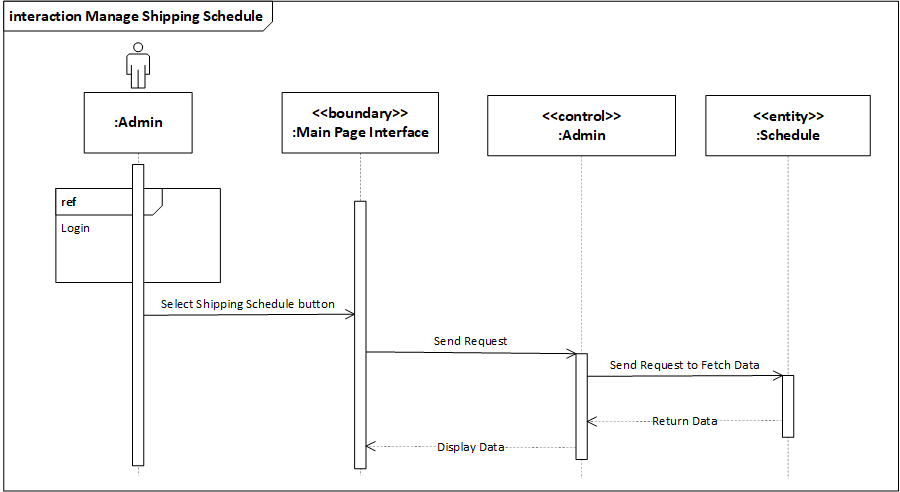 interaction Manage Shipping Schedule
:Admin
<<boundary>>
:Main Page Interface
<<control>>
:Admin
<<entity>>
:Schedule
ref
Login
Select Shipping Schedule button
Send Request
Send Request to Fetch Data
Return Data
Display Data